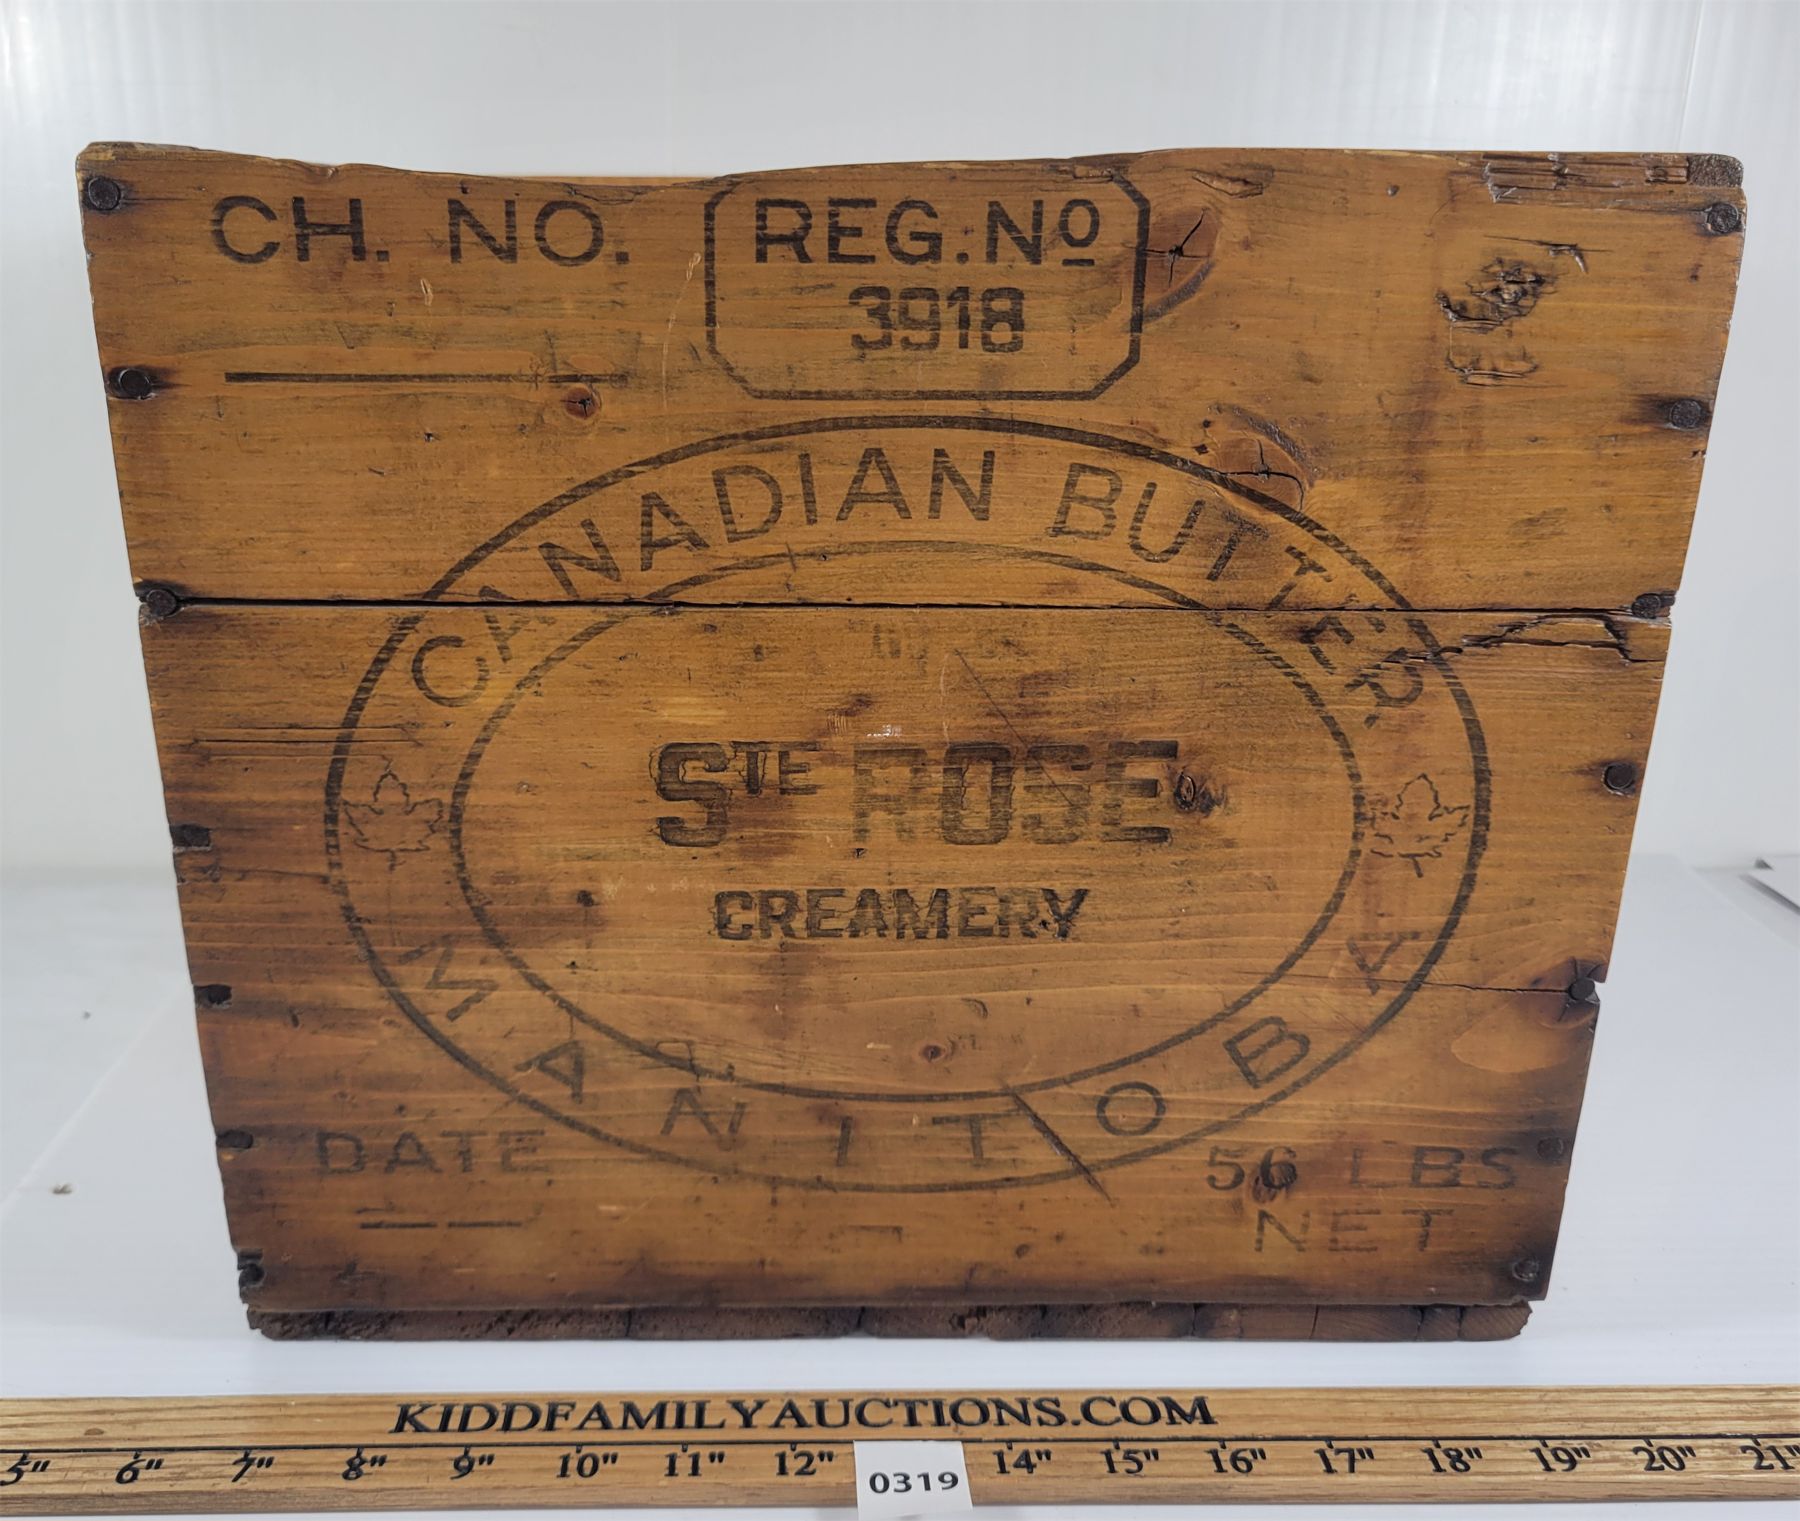 CH. NO.
REG. Nº
3918
CANADIAN BUTTER
STE ROSE
CREAMERY
MANITOBA
DATE
56 LBS
NET
KIDDFAMILYAUCTIONS.COM
5" 6" 7" 8" 9" 10" 11" 12" 14" 15" 16" 17" 18" 19" 20" 21"
0319